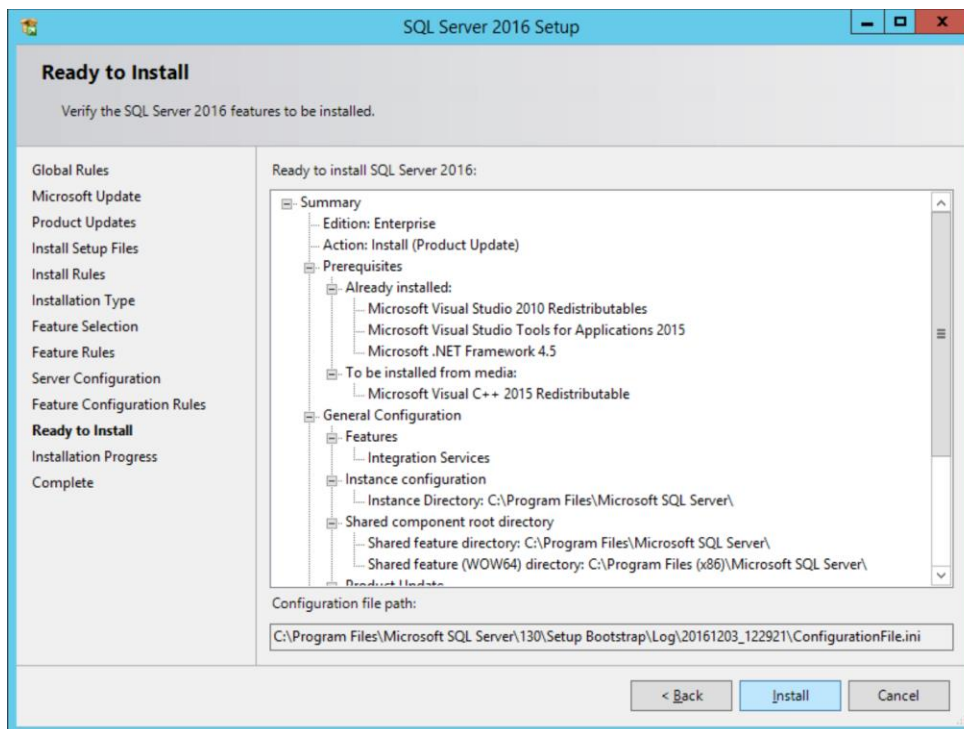 SQL Server 2016 Setup
Ready to Install
Verify the SQL Server 2016 features to be installed.
Global Rules
Microsoft Update
Product Updates
Install Setup Files
Install Rules
Installation Type
Feature Selection
Feature Rules
Server Configuration
Feature Configuration Rules
Ready to Install
Installation Progress
Complete
Ready to install SQL Server 2016:
Summary
Edition: Enterprise
Action: Install (Product Update)
Prerequisites
Already installed:
Microsoft Visual Studio 2010 Redistributables
Microsoft Visual Studio Tools for Applications 2015
Microsoft .NET Framework 4.5
To be installed from media:
Microsoft Visual C++ 2015 Redistributable
General Configuration
Features
Integration Services
Instance configuration
Instance Directory: C:\Program Files\Microsoft SQL Server\
Shared component root directory
Shared feature directory: C:\Program Files\Microsoft SQL Server\
Shared feature (WOW64) directory: C:\Program Files (x86)\Microsoft SQL Server\
Product Update
Configuration file path:
C:\Program Files\Microsoft SQL Server\130\Setup Bootstrap\Log\20161203_122921\ConfigurationFile.ini
< Back
Install
Cancel